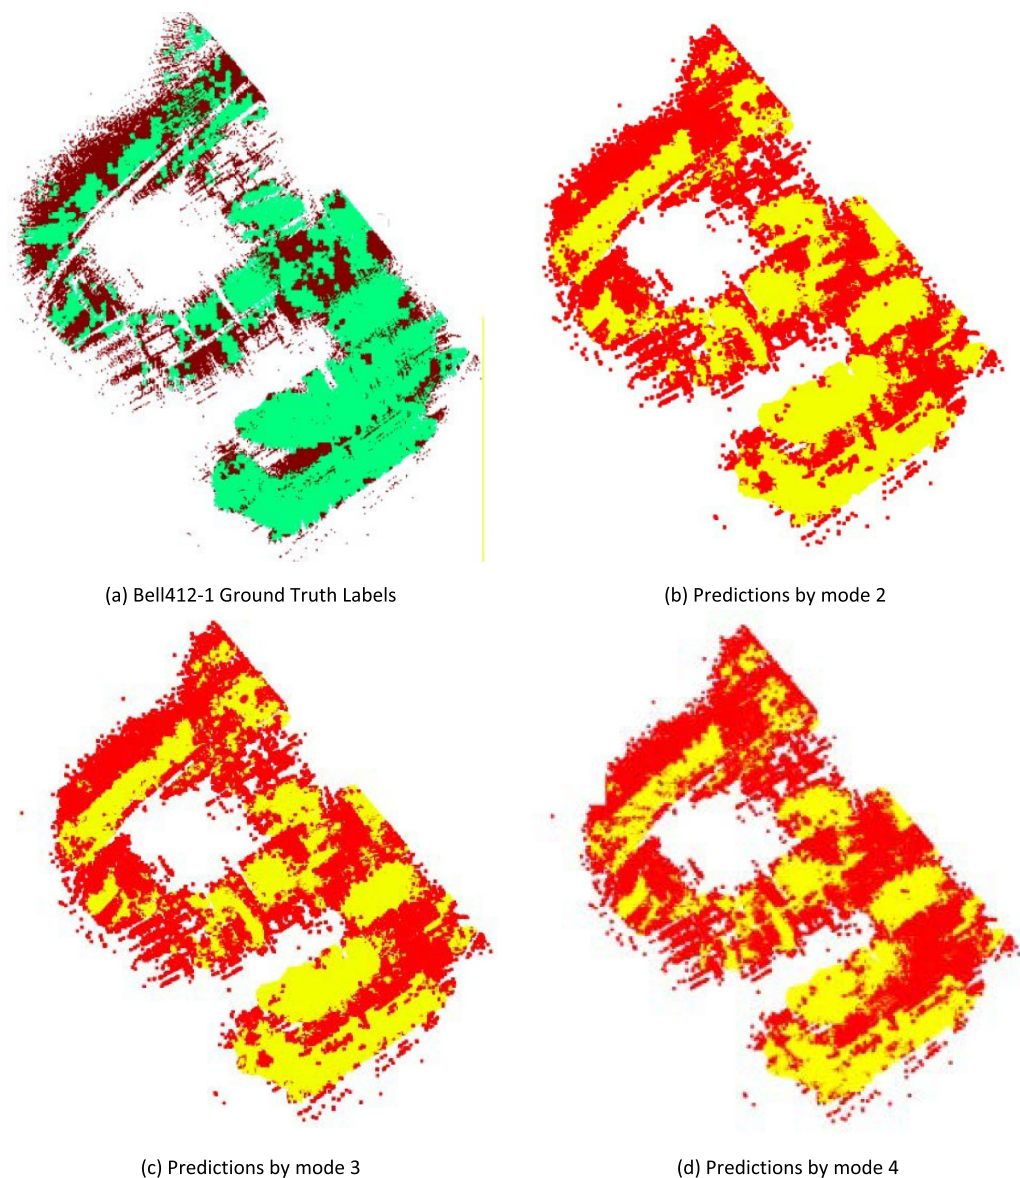 (a) Bell412-1 Ground Truth Labels
(b) Predictions by mode 2
(c) Predictions by mode 3
(d) Predictions by mode 4